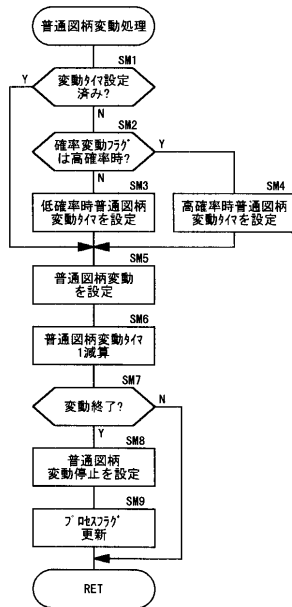 普通図柄変動処理
SM1
変動ﾀｲﾏ設定
済み?
Y
N
SM2
確率変動ﾌﾗｸﾞ
は高確率時?
Y
N
SM3
低確率時普通図柄
変動ﾀｲﾏを設定
SM4
高確率時普通図柄
変動ﾀｲﾏを設定
SM5
普通図柄変動
を設定
SM6
普通図柄変動ﾀｲﾏ
1減算
SM7
変動終了?
N
Y
SM8
普通図柄
変動停止を設定
SM9
ﾌﾟﾛｾｽﾌﾗｸﾞ
更新
RET